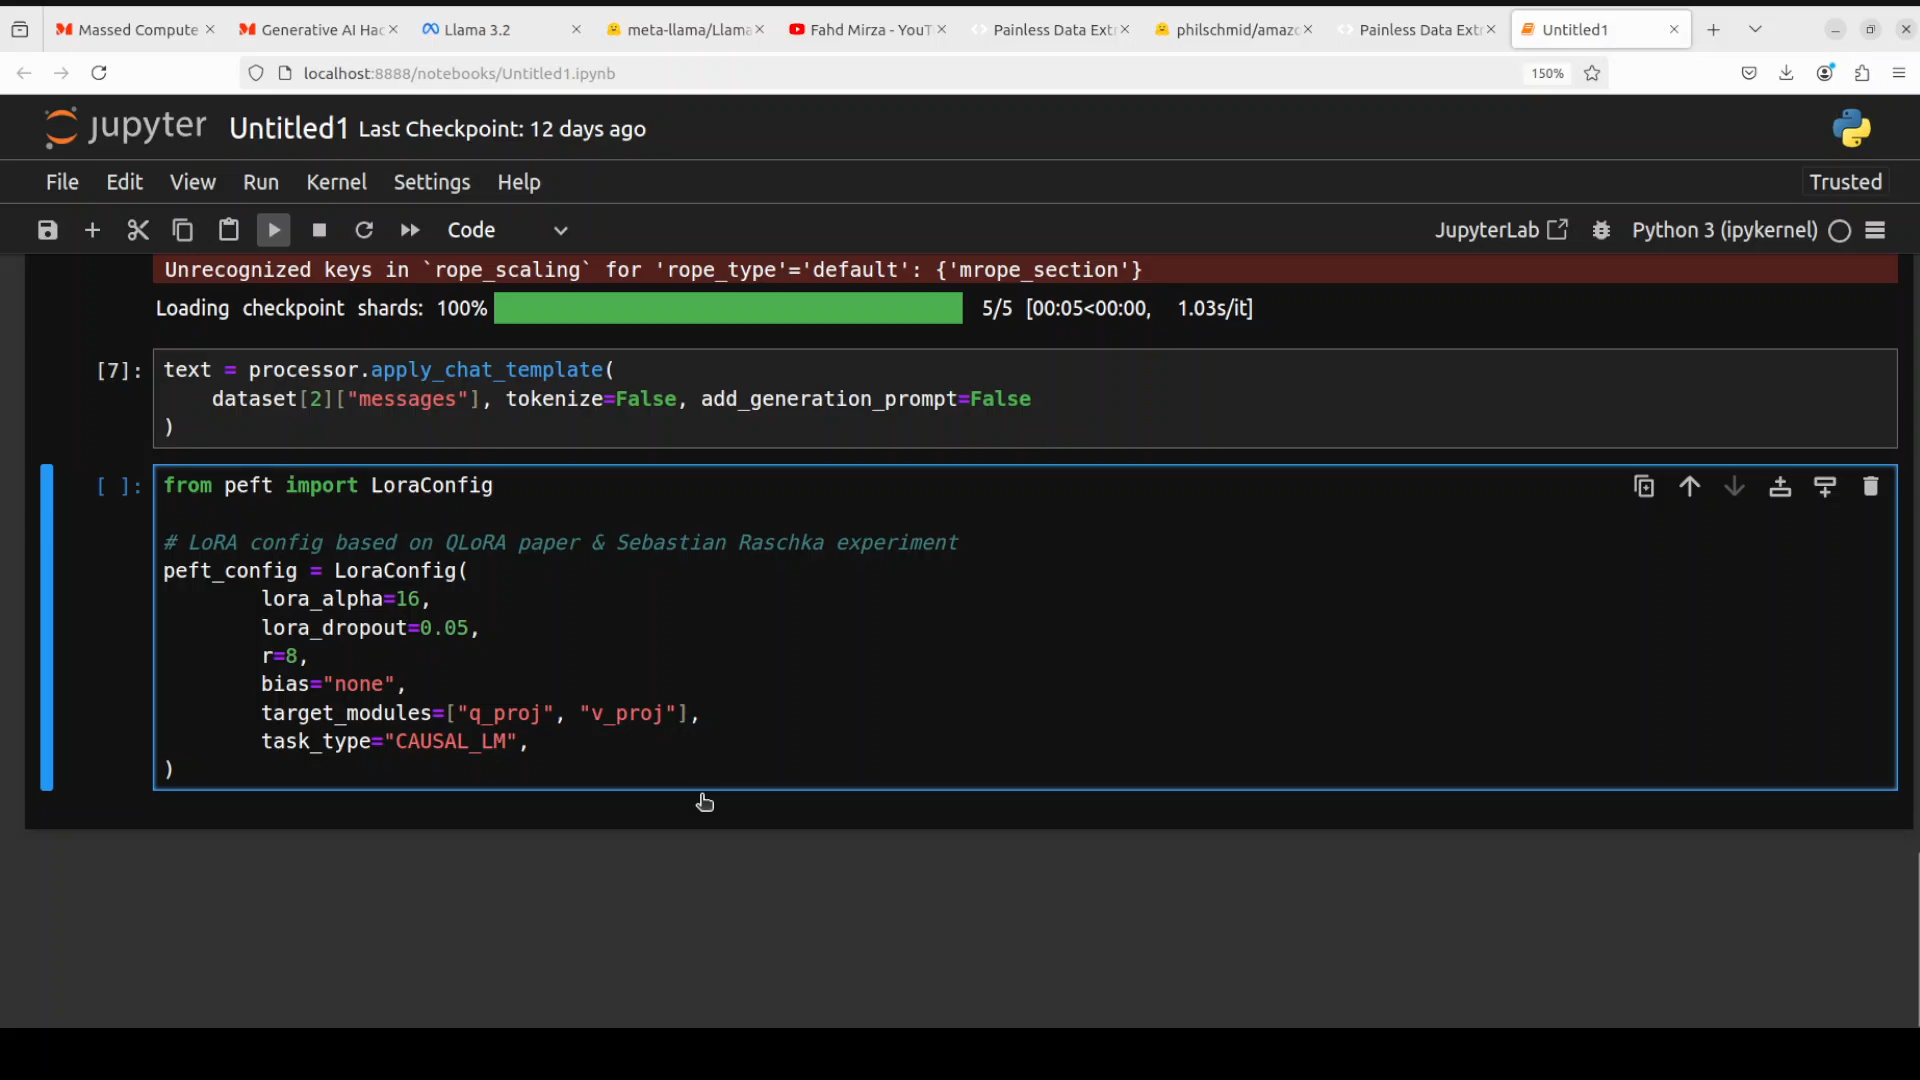 Massed Compute
Generative AI Hac
Llama 3.2
meta-llama/Llama
Fahd Mirza - YouT
Painless Data Extr
philschmid/amazo
Painless Data Extr
Untitled1
localhost:8888/notebooks/Untitled1.ipynb
150%
jupyter Untitled1 Last Checkpoint: 12 days ago
File Edit View Run Kernel Settings Help
Trusted
Code
JupyterLab
Python 3 (ipykernel)
Unrecognized keys in `rope_scaling` for 'rope_type'='default': {'mrope_section'}
Loading checkpoint shards: 100% 5/5 [00:05<00:00, 1.03s/it]
[7]: text = processor.apply_chat_template(
dataset[2]["messages"], tokenize=False, add_generation_prompt=False
)
[ ]: from peft import LoraConfig
# LoRA config based on QLoRA paper & Sebastian Raschka experiment
peft_config = LoraConfig(
lora_alpha=16,
lora_dropout=0.05,
r=8,
bias="none",
target_modules=["q_proj", "v_proj"],
task_type="CAUSAL_LM",
)